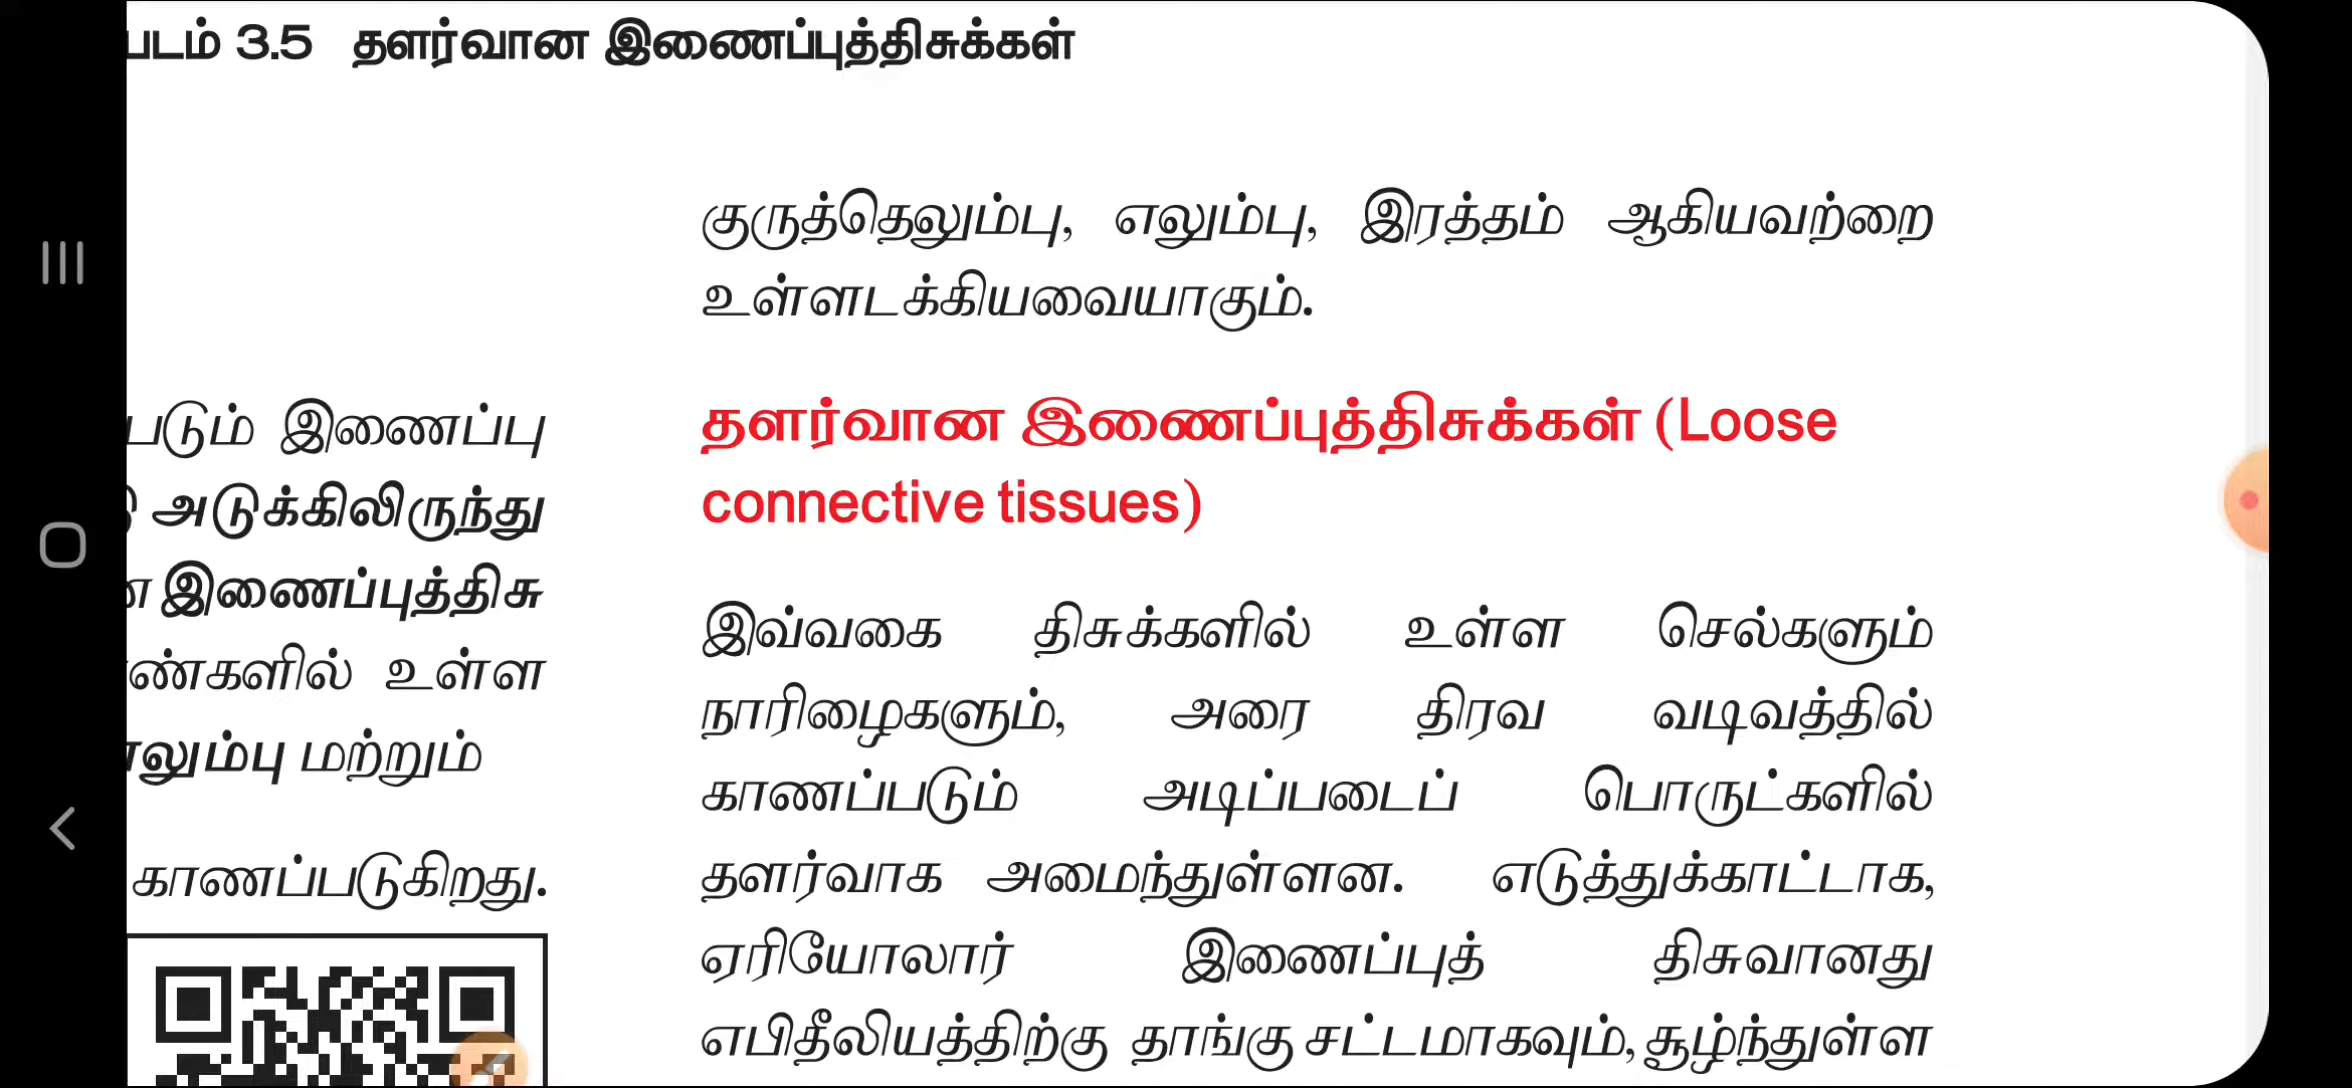 படம் 3.5 தளர்வான இணைப்புத்திசுக்கள்
படும் இணைப்பு
அடுக்கிலிருந்து
இணைப்புத்திசு
உள்ள
மற்றும்
காணப்படுகிறது.
குருத்தெலும்பு, எலும்பு, இரத்தம் ஆகியவற்றை
உள்ளடக்கியவையாகும்.
தளர்வான இணைப்புத்திசுக்கள் (Loose
connective tissues)
இவ்வகை திசுக்களில் உள்ள செல்களும்
நாரிழைகளும், அரை திரவ வடிவத்தில்
காணப்படும் அடிப்படைப் பொருட்களில்
தளர்வாக அமைந்துள்ளன. எடுத்துக்காட்டாக,
ஏரியோலார் இணைப்புத் திசுவானது
எபிதீலியத்திற்கு தாங்கு சட்டமாகவும், சூழ்ந்துள்ள